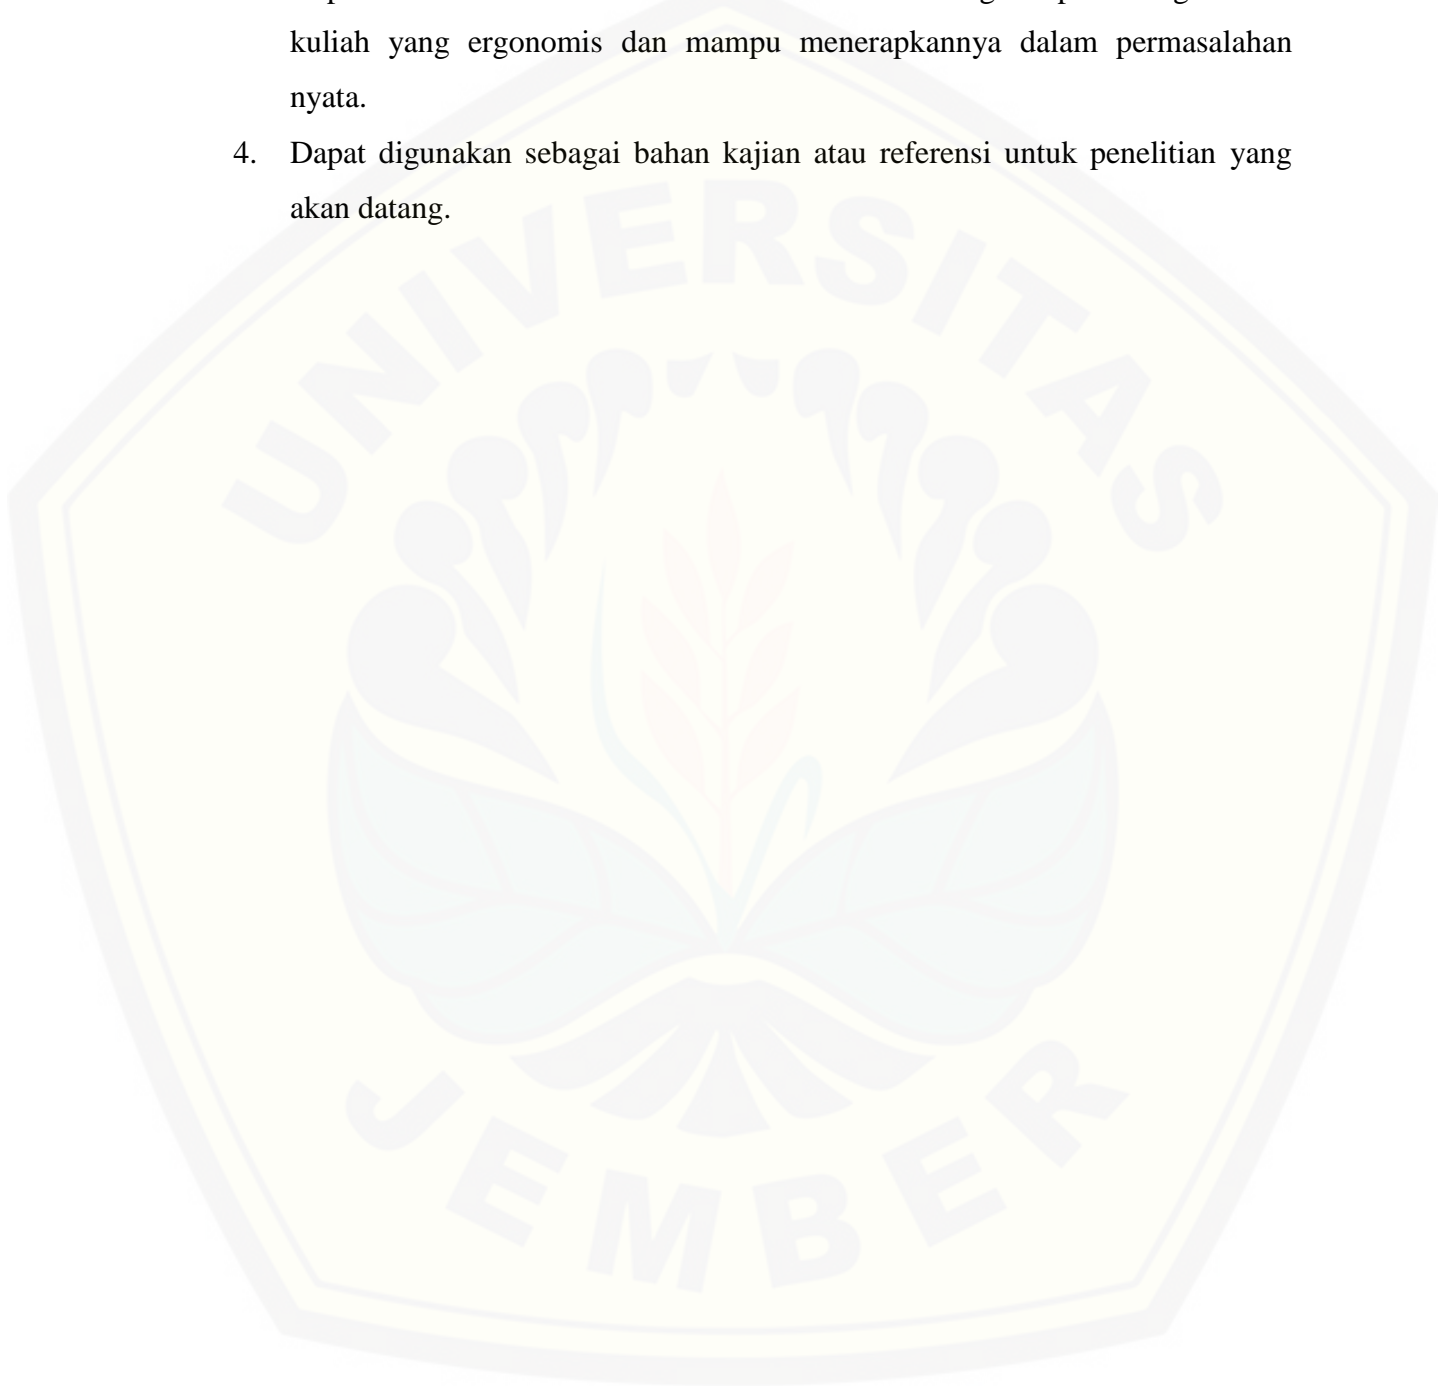 kuliah yang ergonomis dan mampu menerapkannya dalam permasalahan
nyata.
4. Dapat digunakan sebagai bahan kajian atau referensi untuk penelitian yang
akan datang.
UNIVERSITAS
JEMBER